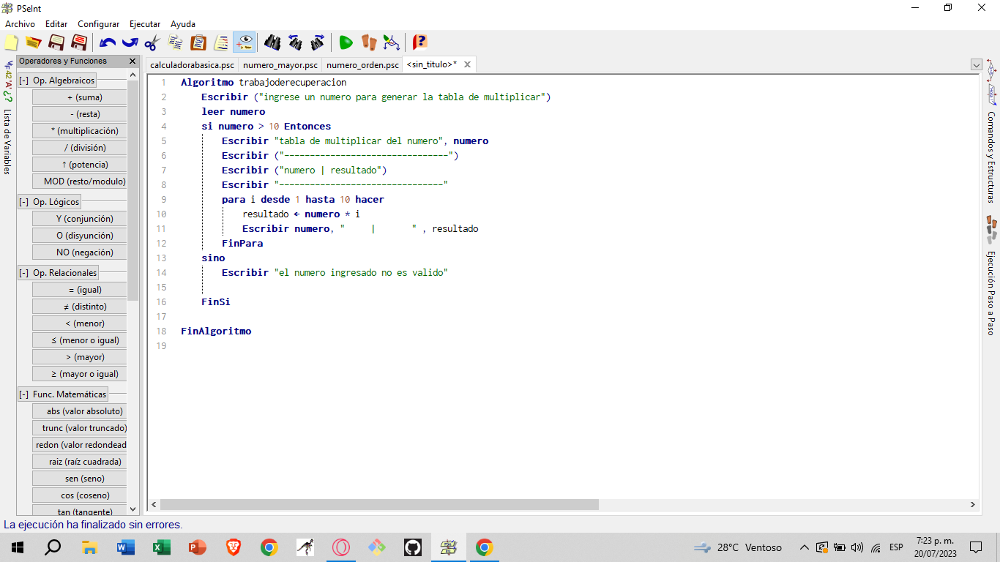 PSeInt
Archivo Editar Configurar Ejecutar Ayuda
Operadores y Funciones
calculadorabasica.psc numero_mayor.psc numero_orden.psc <sin_titulo>*
[-] Op. Algebraicos
+ (suma)
- (resta)
* (multiplicación)
/ (división)
↑ (potencia)
MOD (resto/modulo)
[-] Op. Lógicos
Y (conjunción)
O (disyunción)
NO (negación)
[-] Op. Relacionales
= (igual)
≠ (distinto)
< (menor)
≤ (menor o igual)
> (mayor)
≥ (mayor o igual)
[-] Func. Matemáticas
abs (valor absoluto)
trunc (valor truncado)
redon (valor redondead
raiz (raíz cuadrada)
sen (seno)
cos (coseno)
tan (tangente)
42 'A' ¿?
Lista de Variables
1 Algoritmo trabajoderecuperacion
2 Escribir ("ingrese un numero para generar la tabla de multiplicar")
3 leer numero
4 si numero > 10 Entonces
5 Escribir "tabla de multiplicar del numero", numero
6 Escribir ("--------------------------------")
7 Escribir ("numero | resultado")
8 Escribir "--------------------------------"
9 para i desde 1 hasta 10 hacer
10 resultado ← numero * i
11 Escribir numero, "     |       " , resultado
12 FinPara
13 sino
14 Escribir "el numero ingresado no es valido"
15
16 FinSi
17
18 FinAlgoritmo
19
Comandos y Estructuras
Ejecución Paso a Paso
La ejecución ha finalizado sin errores.
28°C Ventoso
ESP
7:23 p. m.
20/07/2023